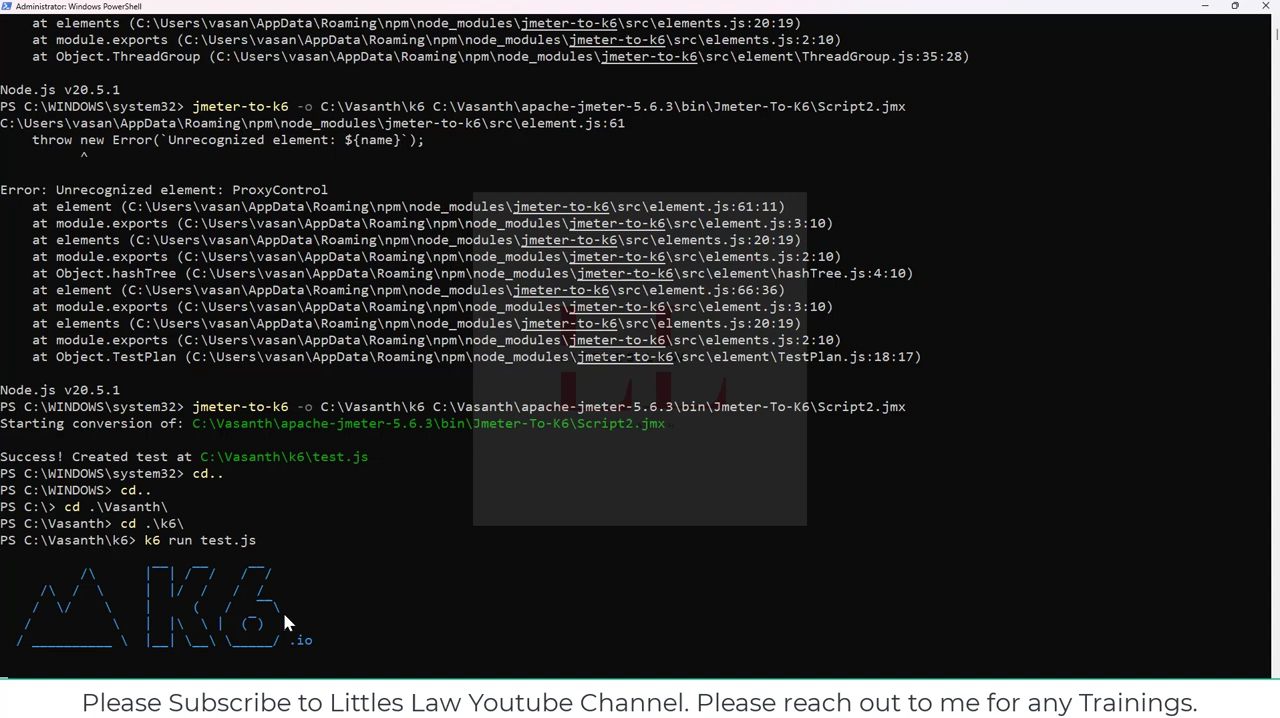 Administrator: Windows PowerShell
at elements (C:\Users\vasan\AppData\Roaming\npm\node_modules\jmeter-to-k6\src\elements.js:20:19)
at module.exports (C:\Users\vasan\AppData\Roaming\npm\node_modules\jmeter-to-k6\src\elements.js:2:10)
at Object.ThreadGroup (C:\Users\vasan\AppData\Roaming\npm\node_modules\jmeter-to-k6\src\element\ThreadGroup.js:35:28)
Node.js v20.5.1
PS C:\WINDOWS\system32> jmeter-to-k6 -o C:\Vasanth\k6 C:\Vasanth\apache-jmeter-5.6.3\bin\Jmeter-To-K6\Script2.jmx
C:\Users\vasan\AppData\Roaming\npm\node_modules\jmeter-to-k6\src\element.js:61
throw new Error(`Unrecognized element: ${name}`);
^
Error: Unrecognized element: ProxyControl
at element (C:\Users\vasan\AppData\Roaming\npm\node_modules\jmeter-to-k6\src\element.js:61:11)
at module.exports (C:\Users\vasan\AppData\Roaming\npm\node_modules\jmeter-to-k6\src\element.js:3:10)
at elements (C:\Users\vasan\AppData\Roaming\npm\node_modules\jmeter-to-k6\src\elements.js:20:19)
at module.exports (C:\Users\vasan\AppData\Roaming\npm\node_modules\jmeter-to-k6\src\elements.js:2:10)
at Object.hashTree (C:\Users\vasan\AppData\Roaming\npm\node_modules\jmeter-to-k6\src\element\hashTree.js:4:10)
at element (C:\Users\vasan\AppData\Roaming\npm\node_modules\jmeter-to-k6\src\element.js:66:36)
at module.exports (C:\Users\vasan\AppData\Roaming\npm\node_modules\jmeter-to-k6\src\element.js:3:10)
at elements (C:\Users\vasan\AppData\Roaming\npm\node_modules\jmeter-to-k6\src\elements.js:20:19)
at module.exports (C:\Users\vasan\AppData\Roaming\npm\node_modules\jmeter-to-k6\src\elements.js:2:10)
at Object.TestPlan (C:\Users\vasan\AppData\Roaming\npm\node_modules\jmeter-to-k6\src\element\TestPlan.js:18:17)
Node.js v20.5.1
PS C:\WINDOWS\system32> jmeter-to-k6 -o C:\Vasanth\k6 C:\Vasanth\apache-jmeter-5.6.3\bin\Jmeter-To-K6\Script2.jmx
Starting conversion of: C:\Vasanth\apache-jmeter-5.6.3\bin\Jmeter-To-K6\Script2.jmx
Success! Created test at C:\Vasanth\k6\test.js
PS C:\WINDOWS\system32> cd..
PS C:\WINDOWS> cd..
PS C:\> cd .\Vasanth\
PS C:\Vasanth> cd .\k6\
PS C:\Vasanth\k6> k6 run test.js
K6
.io
Please Subscribe to Littles Law Youtube Channel. Please reach out to me for any Trainings.